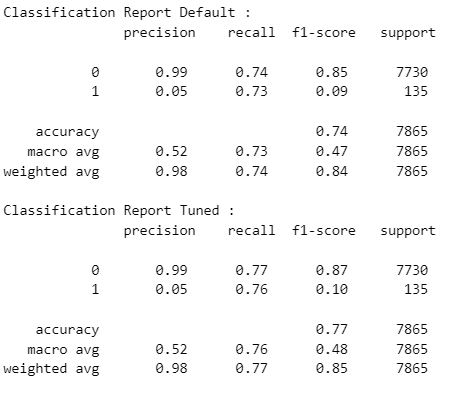 Classification Report Default :
precision recall f1-score support
0 0.99 0.74 0.85 7730
1 0.05 0.73 0.09 135
accuracy 0.74 7865
macro avg 0.52 0.73 0.47 7865
weighted avg 0.98 0.74 0.84 7865
Classification Report Tuned :
precision recall f1-score support
0 0.99 0.77 0.87 7730
1 0.05 0.76 0.10 135
accuracy 0.77 7865
macro avg 0.52 0.76 0.48 7865
weighted avg 0.98 0.77 0.85 7865